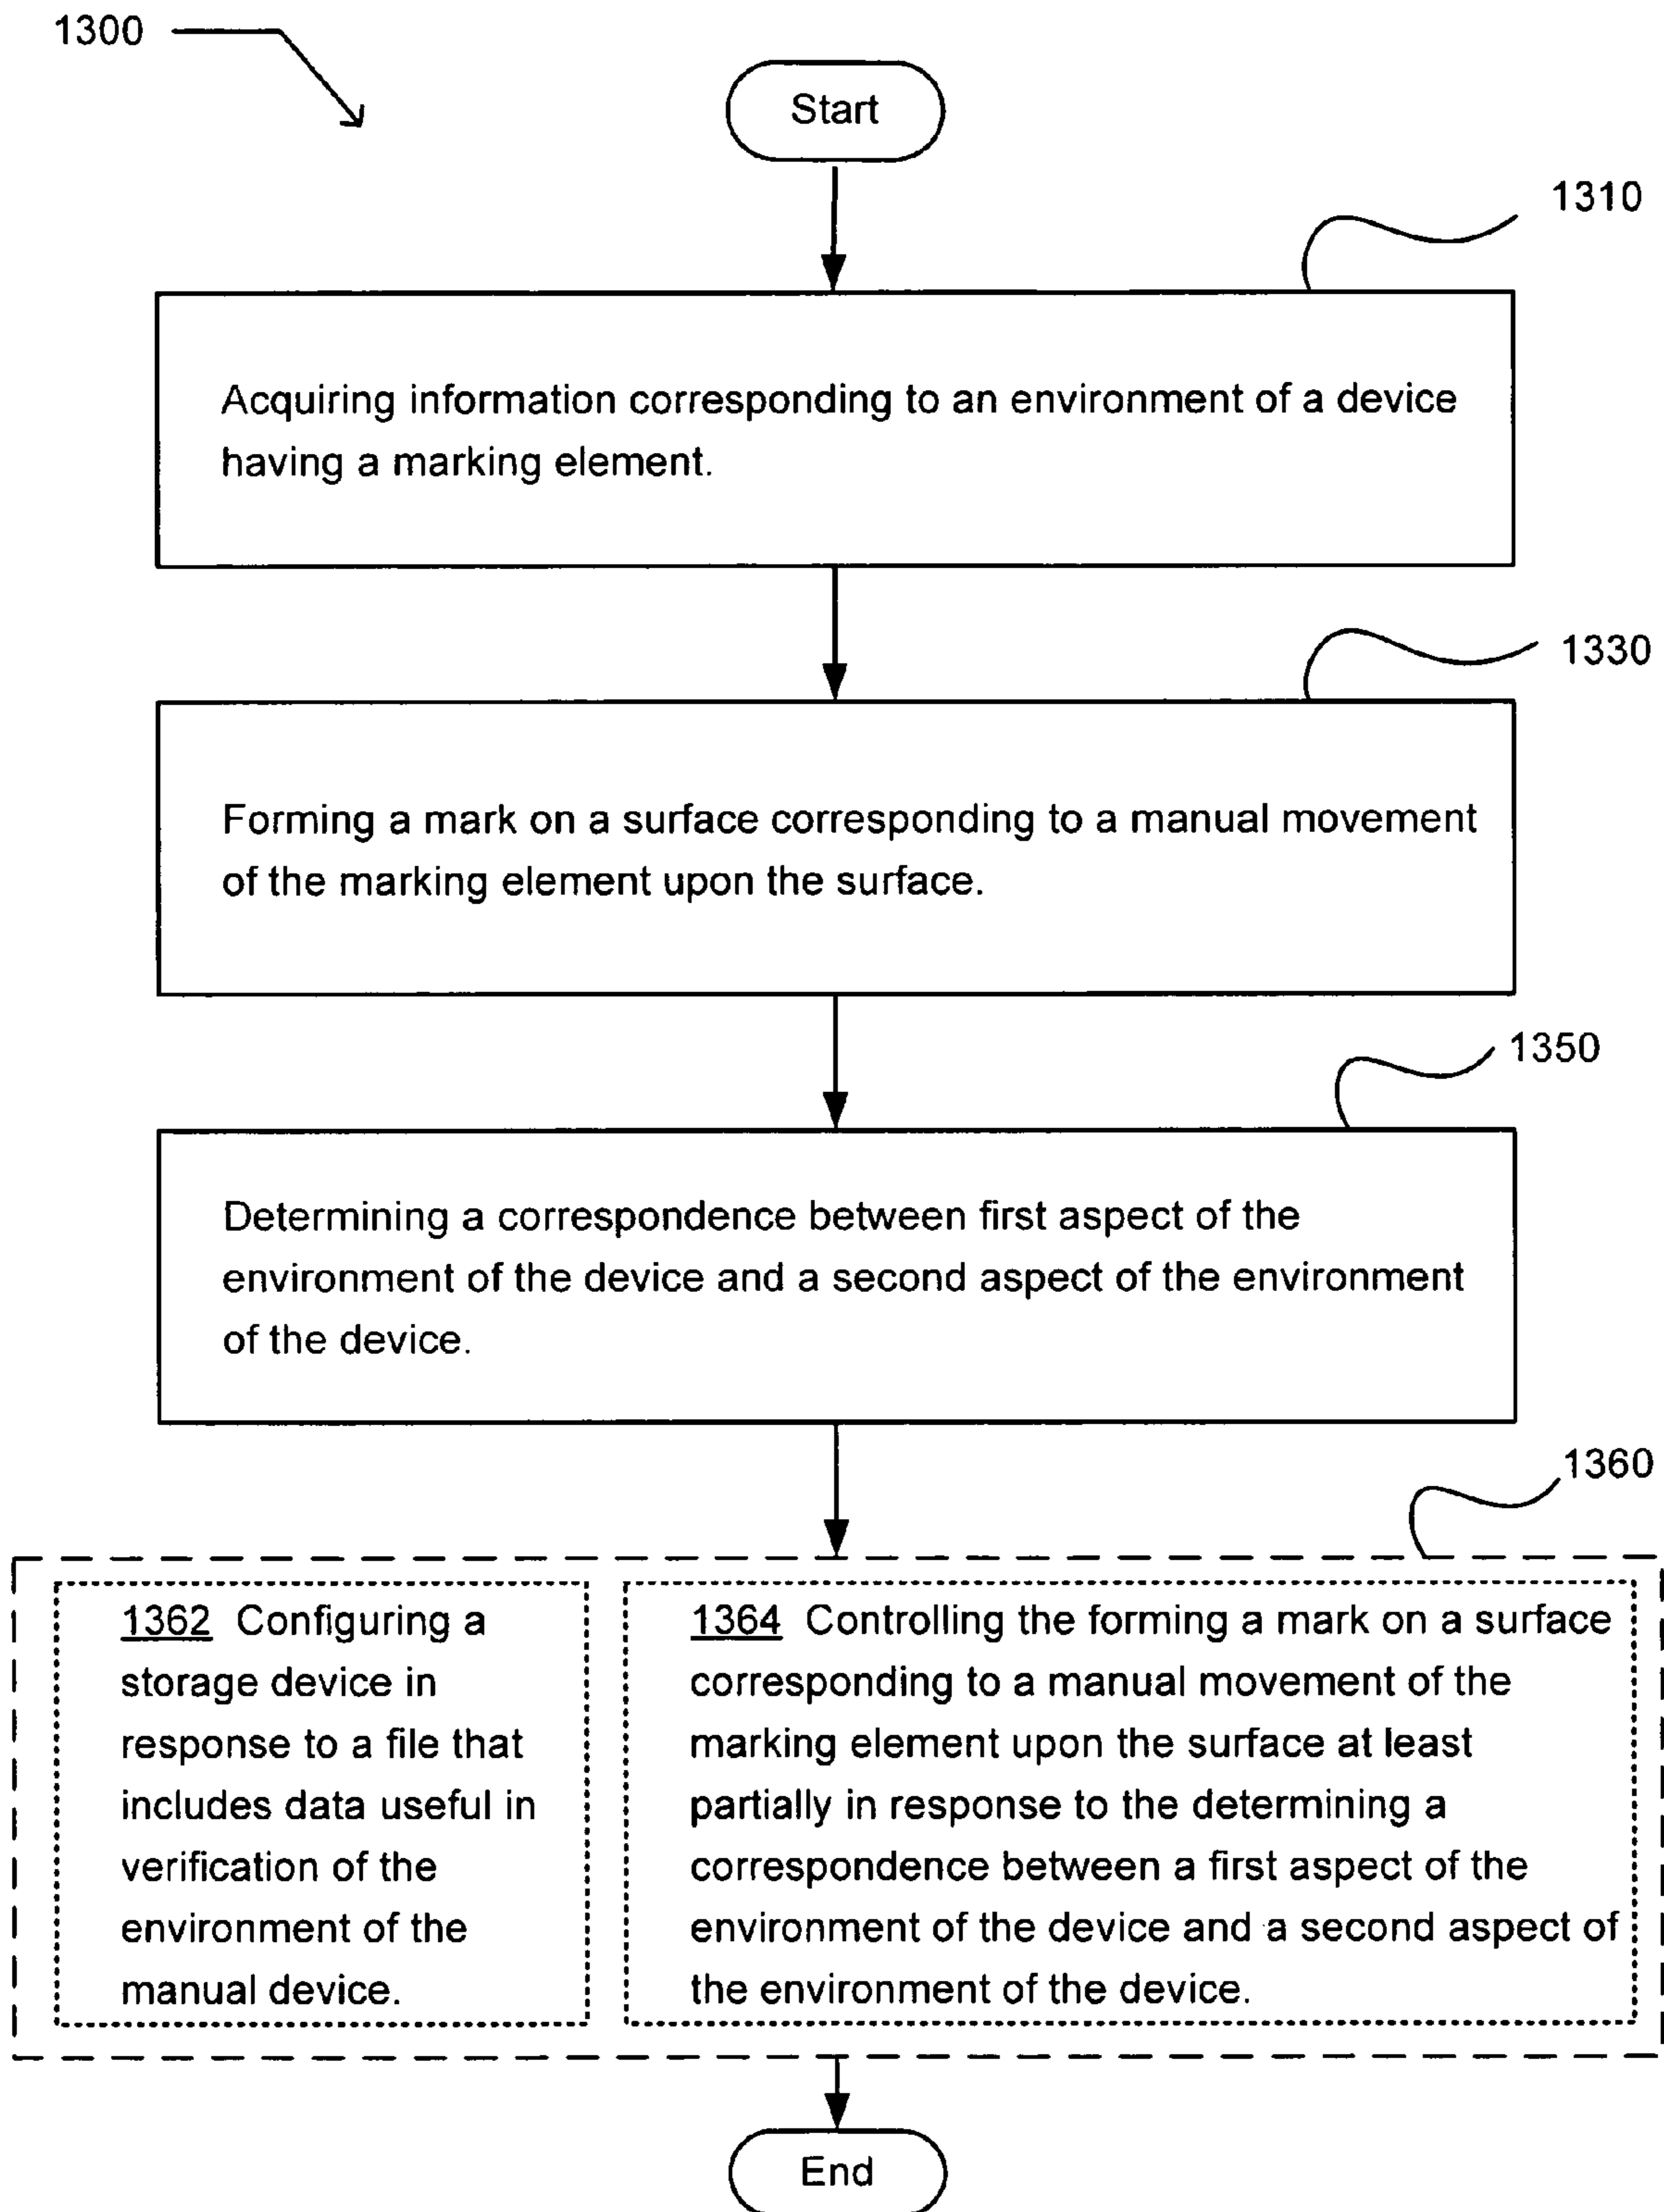 1300
Start
1310
Acquiring information corresponding to an environment of a device
having a marking element.
1330
Forming a mark on a surface corresponding to a manual movement
of the marking element upon the surface.
1350
Determining a correspondence between first aspect of the
environment of the device and a second aspect of the environment
of the device.
1360
1362 Configuring a
storage device in
response to a file that
includes data useful in
verification of the
environment of the
manual device.
1364 Controlling the forming a mark on a surface
corresponding to a manual movement of the
marking element upon the surface at least
partially in response to the determining a
correspondence between a first aspect of the
environment of the device and a second aspect of
the environment of the device.
End